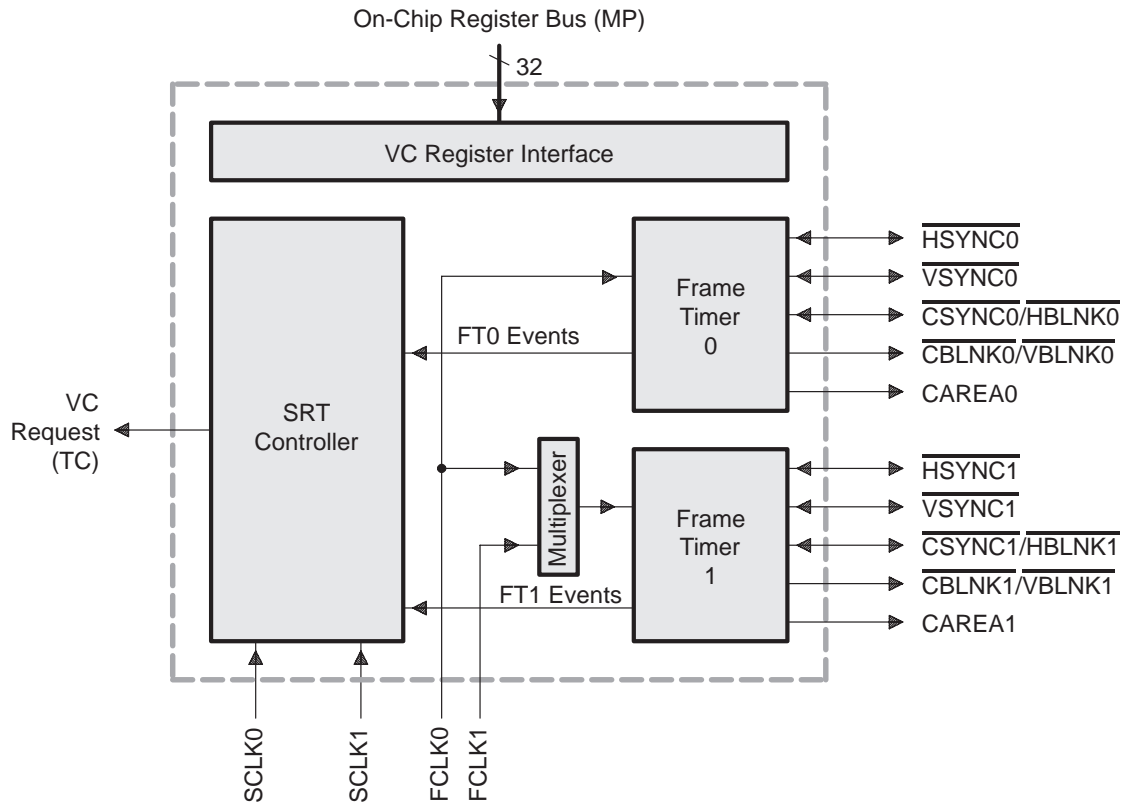 On-Chip Register Bus (MP)
32
VC Register Interface
SRT
Controller
VC
Request
(TC)
FT0 Events
Frame
Timer
0
HSYNC0
VSYNC0
CSYNC0/HBLNK0
CBLNK0/VBLNK0
CAREA0
Multiplexer
FT1 Events
Frame
Timer
1
HSYNC1
VSYNC1
CSYNC1/HBLNK1
CBLNK1/VBLNK1
CAREA1
SCLK0
SCLK1
FCLK0
FCLK1